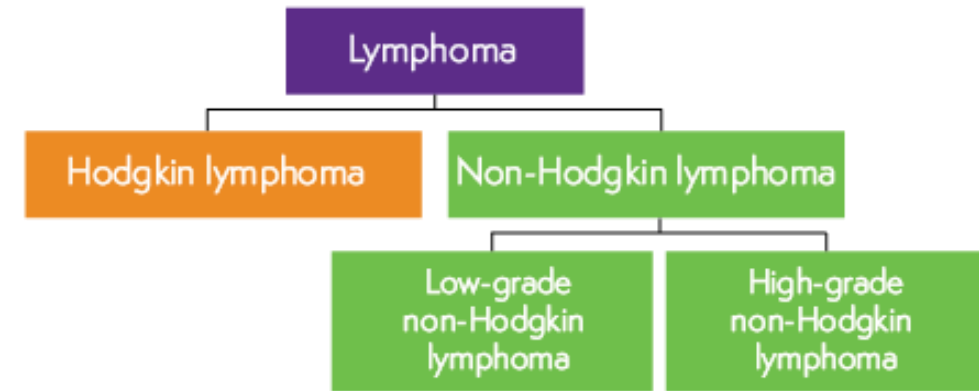 Lymphoma
Hodgkin lymphoma
Non-Hodgkin lymphoma
Low-grade
non-Hodgkin
lymphoma
High-grade
non-Hodgkin
lymphoma